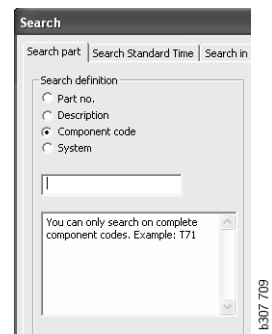 Search
Search part
Search Standard Time
Search in
Search definition
Part no.
Description
Component code
System
You can only search on complete
component codes. Example: T71
b307 709